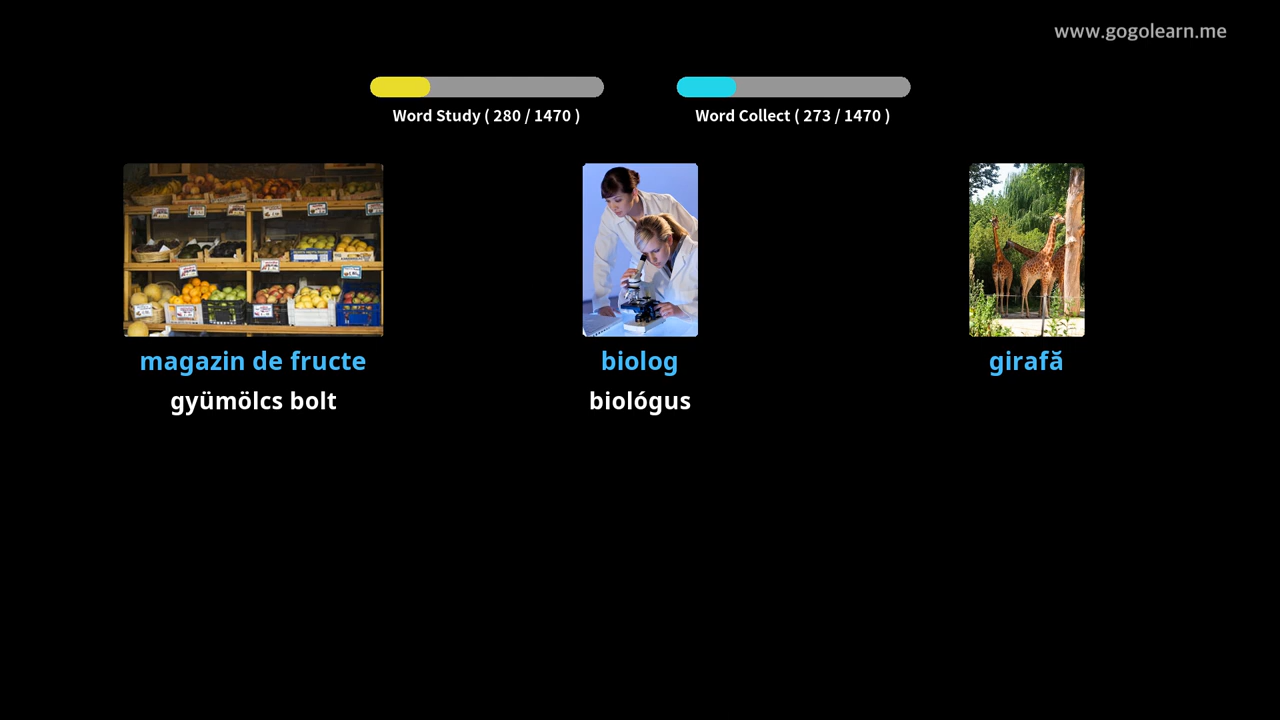 www.gogolearn.me
Word Study ( 280 / 1470 )
Word Collect ( 273 / 1470 )
magazin de fructe
biolog
girafă
gyümölcs bolt
biológus